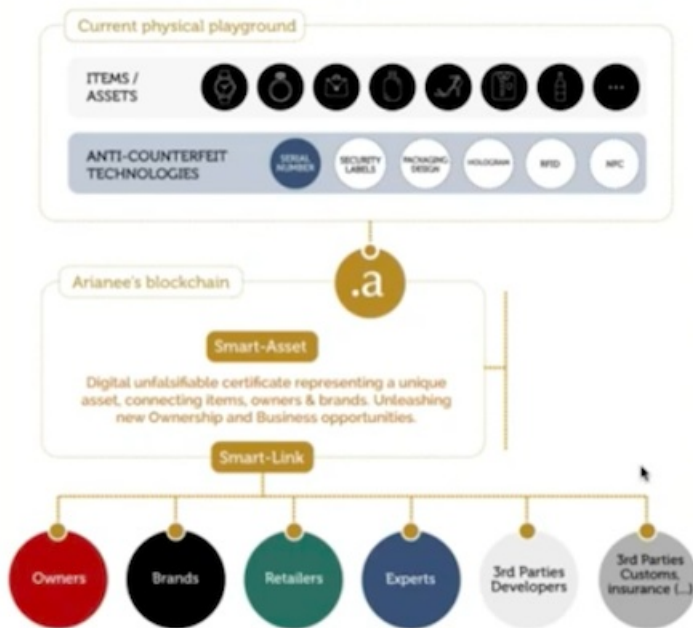 Current physical playground
ITEMS /
ASSETS
ANTI-COUNTERFEIT
TECHNOLOGIES
SERIAL
NUMBER
SECURITY
LABELS
PACKAGING
DESIGN
HOLOGRAM
RFID
NFC
.a
Arianee's blockchain
Smart-Asset
Digital unfalsifiable certificate representing a unique
asset, connecting items, owners & brands. Unleashing
new Ownership and Business opportunities.
Smart-Link
Owners
Brands
Retailers
Experts
3rd Parties
Developers
3rd Parties
Customs,
insurance (...)